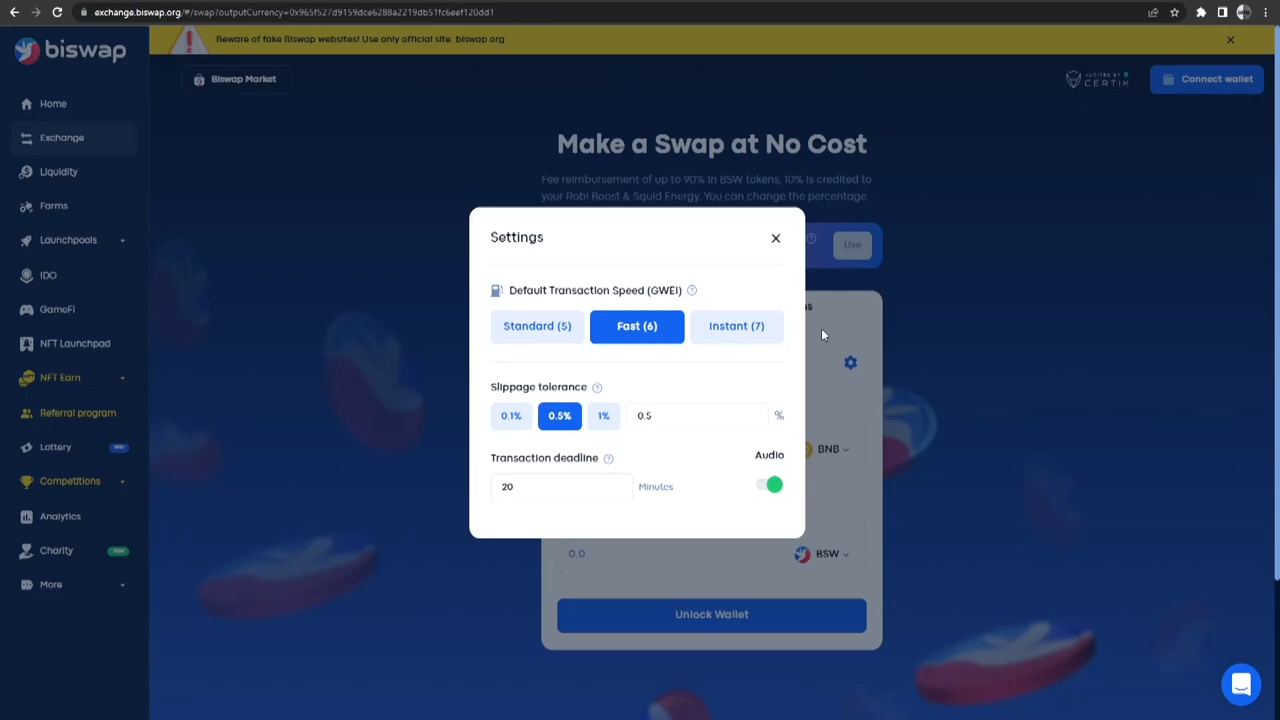 exchange.biswap.org/#/swap?outputCurrency=0x965f527d9159dce6288a2219db51fc6eef120dd1
biswap
Beware of fake Biswap websites! Use only official site: biswap.org
Biswap Market
AUDITED BY
CERTIK
Connect wallet
Home
Exchange
Liquidity
Farms
Launchpools
IDO
GameFi
NFT Launchpad
NFT Earn
Referral program
Lottery
Competitions
Analytics
Charity
New
More
Make a Swap at No Cost
Fee reimbursement of up to 90% in BSW tokens, 10% is credited to
your Robi Boost & Squid Energy. You can change the percentage.
Use
Settings
Default Transaction Speed (GWEI)
Standard (5)
Fast (6)
Instant (7)
Slippage tolerance
0.1%
0.5%
1%
0.5
%
Transaction deadline
Audio
20
Minutes
BNB
0.0
BSW
Unlock Wallet